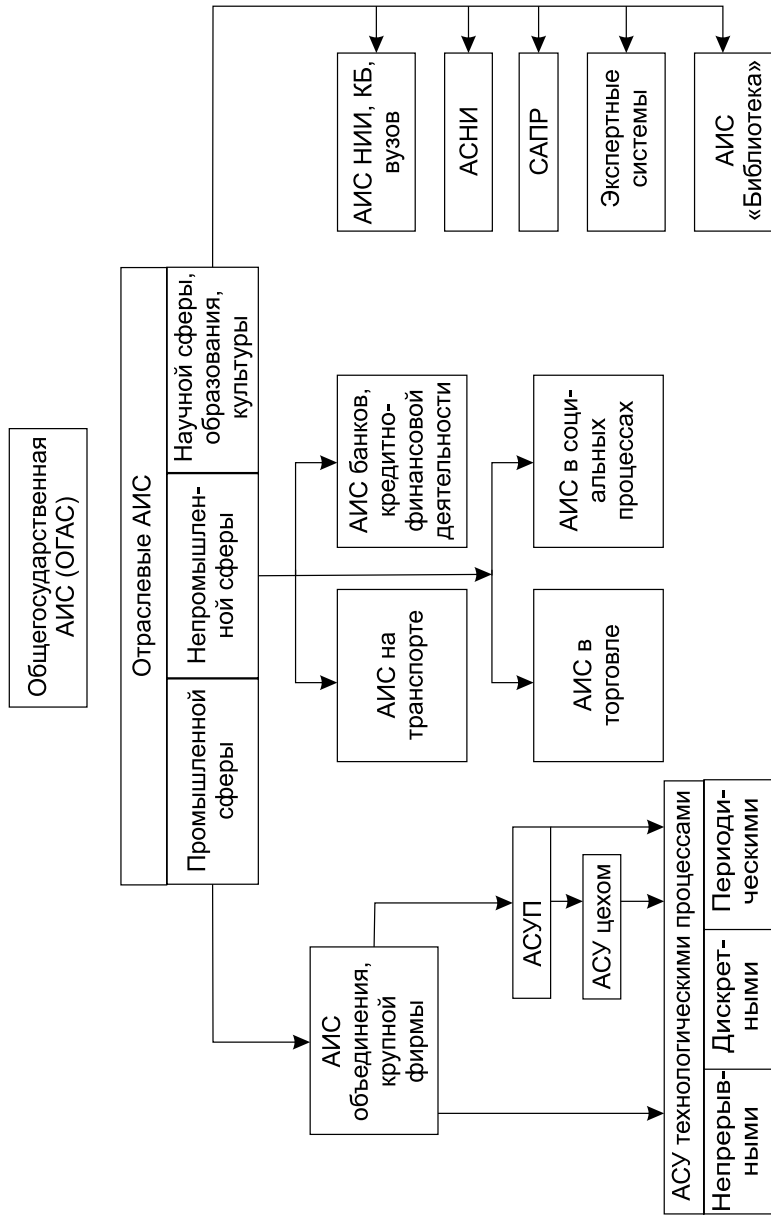 Общегосударственная
АИС (ОГАС)
Отраслевые АИС
Промышленной
сферы
Непромышлен-
ной сферы
Научной сферы,
образования,
культуры
АИС
объединения,
крупной
фирмы
АСУП
АСУ цехом
АСУ технологическими процессами
Непрерыв-
ными
Дискрет-
ными
Периоди-
ческими
АИС на
транспорте
АИС банков,
кредитно-
финансовой
деятельности
АИС в
торговле
АИС в соци-
альных
процессах
АИС НИИ, КБ,
вузов
АСНИ
САПР
Экспертные
системы
АИС
«Библиотека»